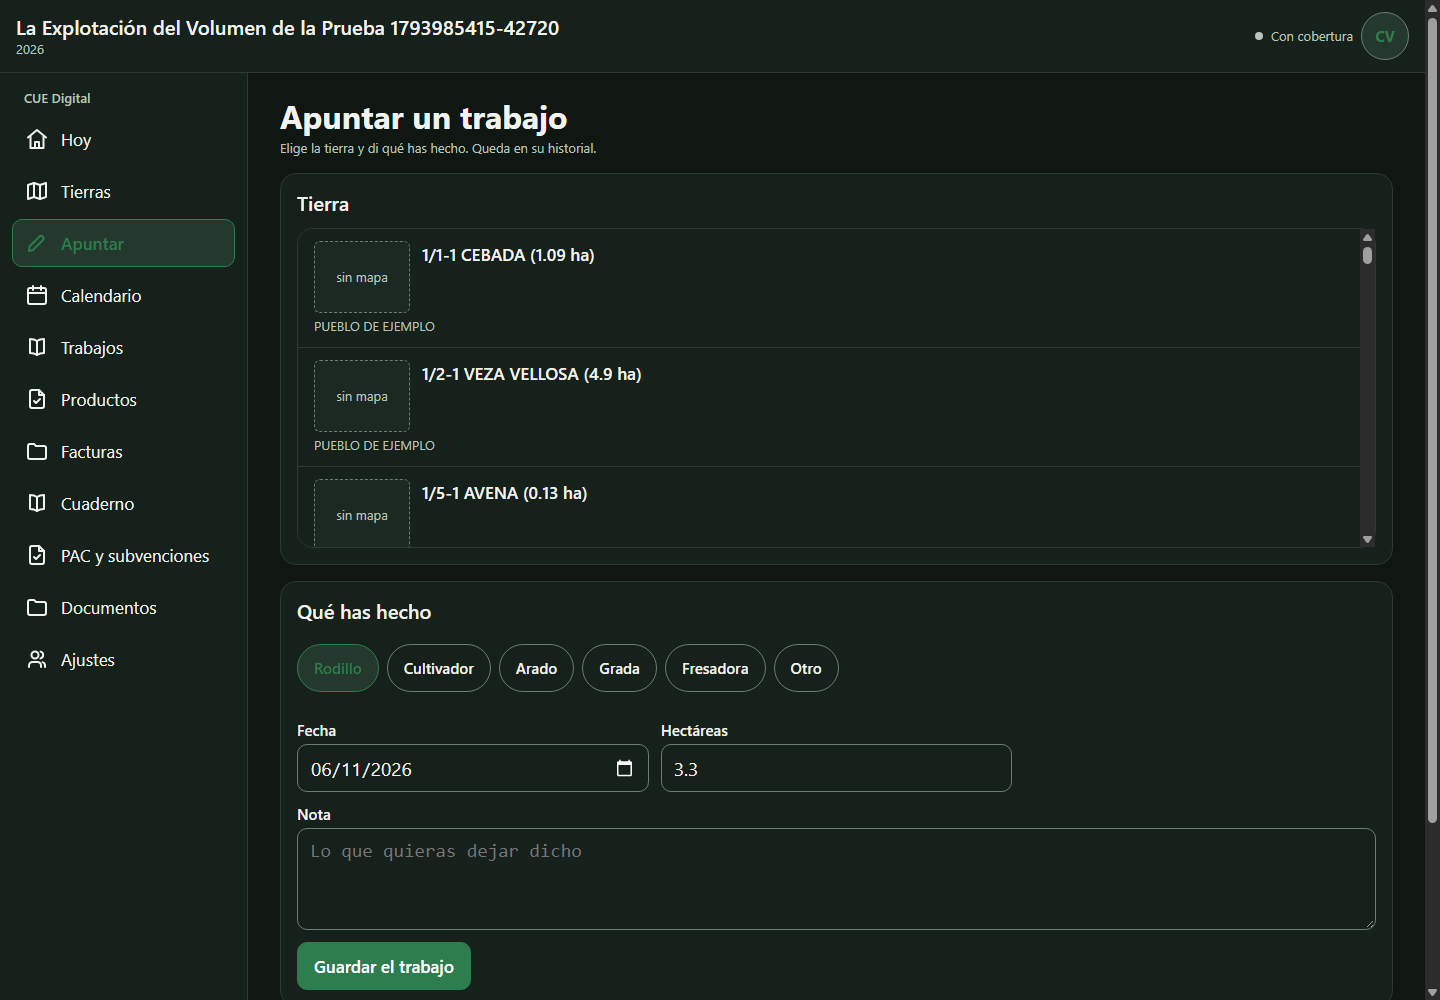 La Explotación del Volumen de la Prueba 1793985415-42720
2026
Con cobertura
CV
CUE Digital
Hoy
Tierras
Apuntar
Calendario
Trabajos
Productos
Facturas
Cuaderno
PAC y subvenciones
Documentos
Ajustes
Apuntar un trabajo
Elige la tierra y di qué has hecho. Queda en su historial.
Tierra
sin mapa
1/1-1 CEBADA (1.09 ha)
PUEBLO DE EJEMPLO
sin mapa
1/2-1 VEZA VELLOSA (4.9 ha)
PUEBLO DE EJEMPLO
sin mapa
1/5-1 AVENA (0.13 ha)
Qué has hecho
Rodillo
Cultivador
Arado
Grada
Fresadora
Otro
Fecha
06/11/2026
Hectáreas
3.3
Nota
Lo que quieras dejar dicho
Guardar el trabajo